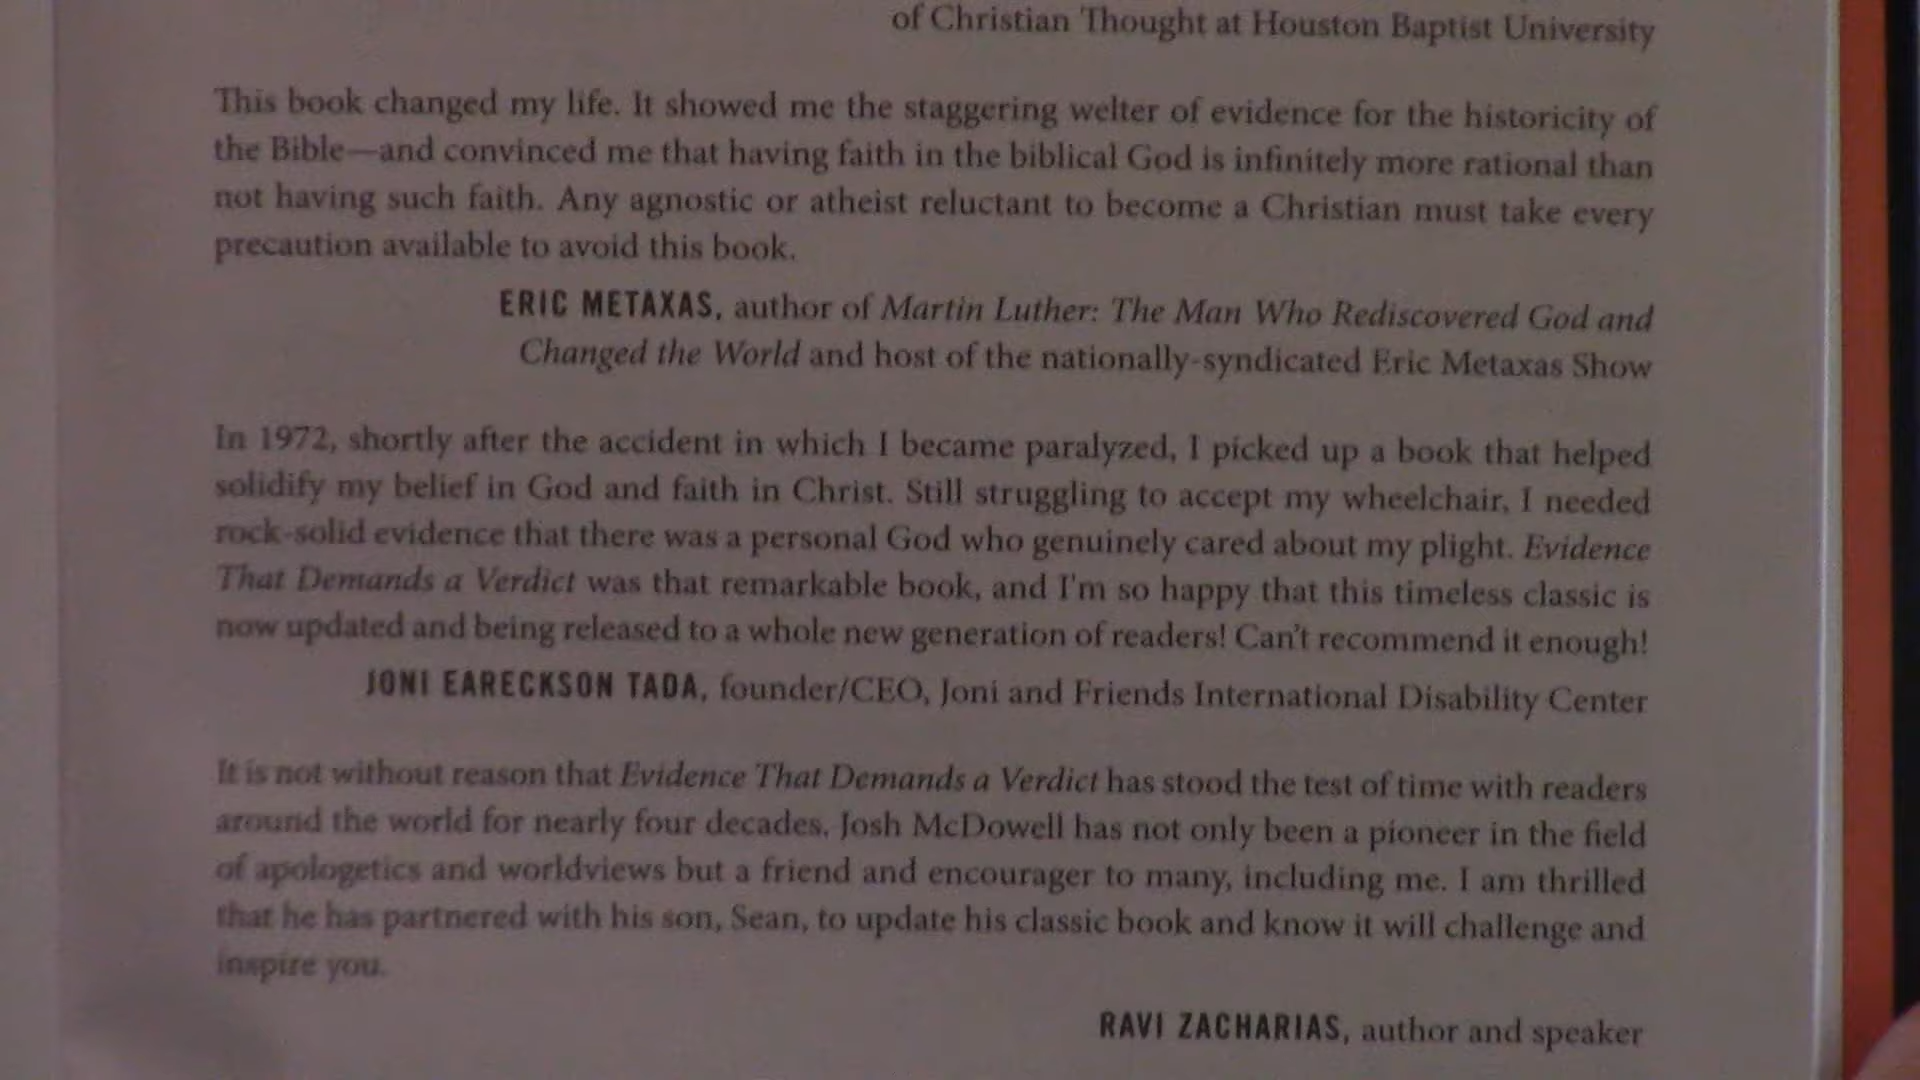 of Christian Thought at Houston Baptist University
This book changed my life. It showed me the staggering welter of evidence for the historicity of
the Bible—and convinced me that having faith in the biblical God is infinitely more rational than
not having such faith. Any agnostic or atheist reluctant to become a Christian must take every
precaution available to avoid this book.
ERIC METAXAS, author of Martin Luther: The Man Who Rediscovered God and
Changed the World and host of the nationally-syndicated Eric Metaxas Show
In 1972, shortly after the accident in which I became paralyzed, I picked up a book that helped
solidify my belief in God and faith in Christ. Still struggling to accept my wheelchair, I needed
rock-solid evidence that there was a personal God who genuinely cared about my plight. Evidence
That Demands a Verdict was that remarkable book, and I'm so happy that this timeless classic is
now updated and being released to a whole new generation of readers! Can't recommend it enough!
JONI EARECKSON TADA, founder/CEO, Joni and Friends International Disability Center
It is not without reason that Evidence That Demands a Verdict has stood the test of time with readers
around the world for nearly four decades. Josh McDowell has not only been a pioneer in the field
of apologetics and worldviews but a friend and encourager to many, including me. I am thrilled
that he has partnered with his son, Sean, to update his classic book and know it will challenge and
inspire you.
RAVI ZACHARIAS, author and speaker